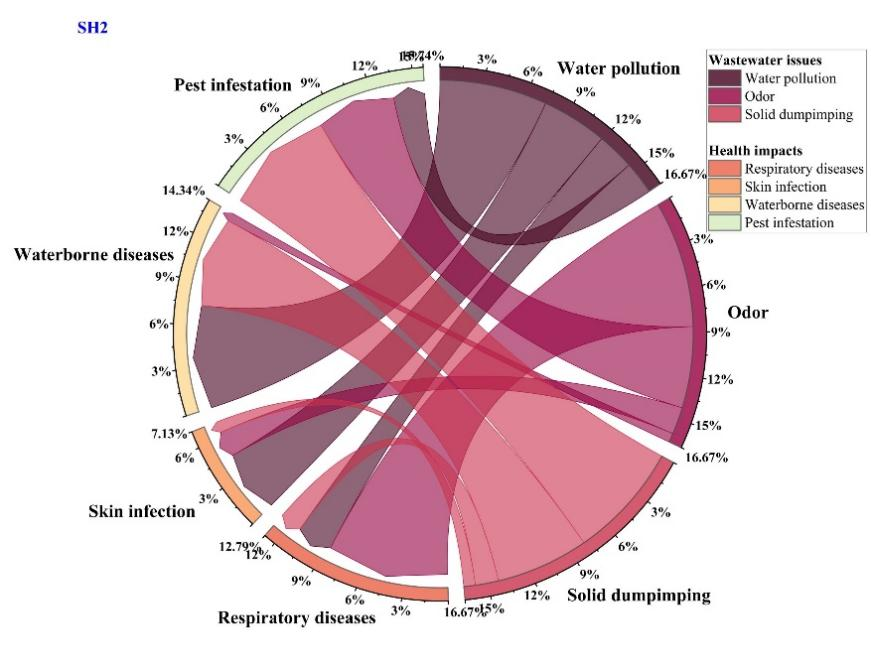 SH2
Wastewater issues
Water pollution
Odor
Solid dumpimping
Health impacts
Respiratory diseases
Skin infection
Waterborne diseases
Pest infestation
Water pollution
3%
6%
9%
12%
15%
16.67%
Odor
3%
6%
9%
12%
15%
16.67%
Solid dumpimping
3%
6%
9%
12%
15%
16.67%
Respiratory diseases
3%
6%
9%
12%
12.79%
Skin infection
3%
6%
7.13%
Waterborne diseases
3%
6%
9%
12%
14.34%
Pest infestation
3%
6%
9%
12%